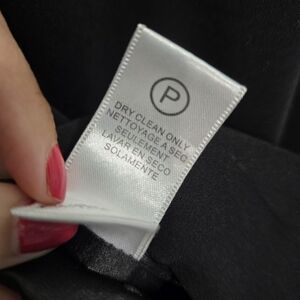 P
DRY CLEAN ONLY
NETTOYAGE A SEC
SEULEMENT
LAVAR EN SECO
SOLAMENTE